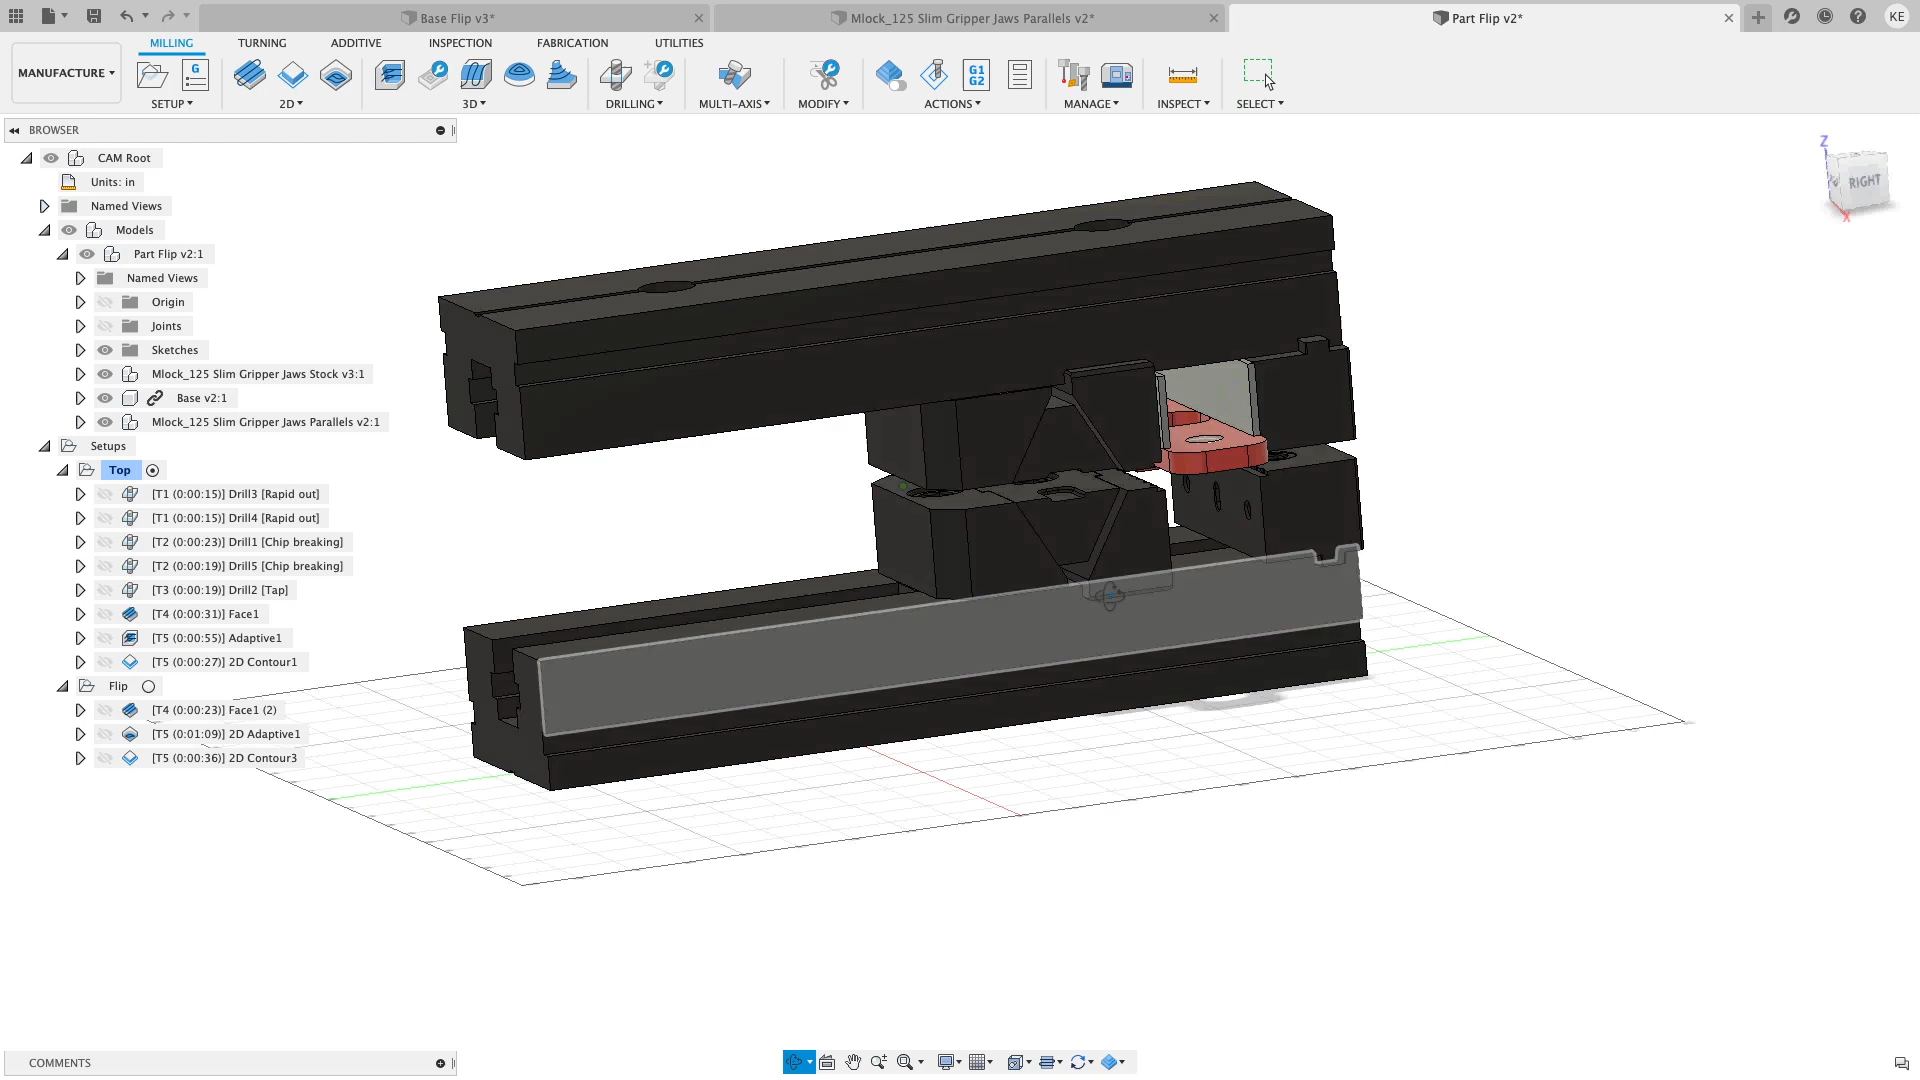 Base Flip v3*
Mlock_125 Slim Gripper Jaws Parallels v2*
Part Flip v2*
KE
MILLING
TURNING
ADDITIVE
INSPECTION
FABRICATION
UTILITIES
MANUFACTURE
G
G1
G2
SETUP
2D
3D
DRILLING
MULTI-AXIS
MODIFY
ACTIONS
MANAGE
INSPECT
SELECT
BROWSER
CAM Root
Units: in
Named Views
Models
Part Flip v2:1
Named Views
Origin
Joints
Sketches
Mlock_125 Slim Gripper Jaws Stock v3:1
Base v2:1
Mlock_125 Slim Gripper Jaws Parallels v2:1
Setups
Top
[T1 (0:00:15)] Drill3 [Rapid out]
[T1 (0:00:15)] Drill4 [Rapid out]
[T2 (0:00:23)] Drill1 [Chip breaking]
[T2 (0:00:19)] Drill5 [Chip breaking]
[T3 (0:00:19)] Drill2 [Tap]
[T4 (0:00:31)] Face1
[T5 (0:00:55)] Adaptive1
[T5 (0:00:27)] 2D Contour1
Flip
[T4 (0:00:23)] Face1 (2)
[T5 (0:01:09)] 2D Adaptive1
[T5 (0:00:36)] 2D Contour3
Z
RIGHT
X
COMMENTS